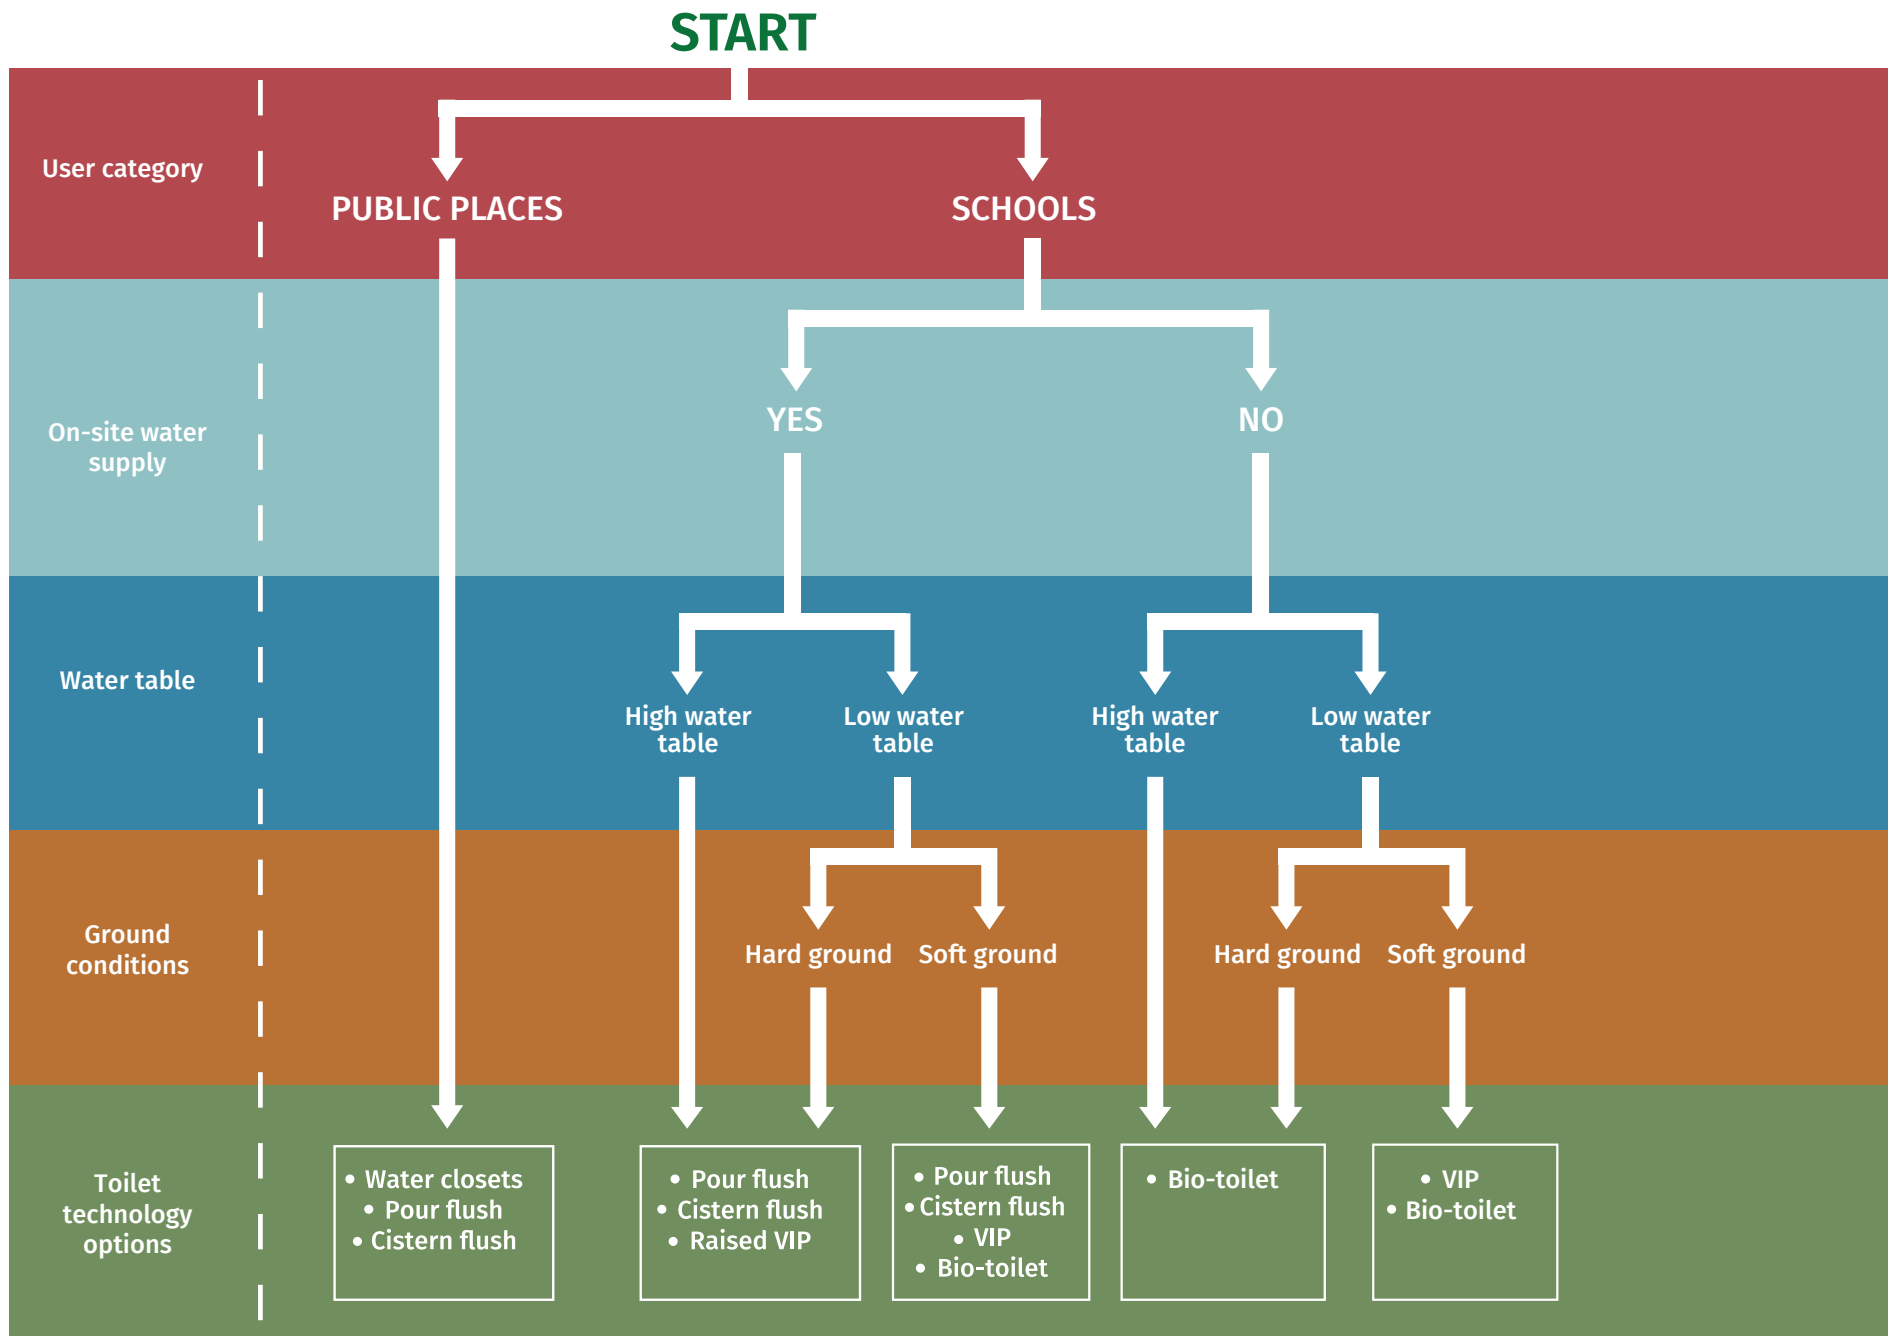 START
User category
PUBLIC PLACES
SCHOOLS
On-site water
supply
YES
NO
Water table
High water
table
Low water
table
High water
table
Low water
table
Ground
conditions
Hard ground
Soft ground
Hard ground
Soft ground
Toilet
technology
options
• Water closets
• Pour flush
• Cistern flush
• Pour flush
• Cistern flush
• Raised VIP
• Pour flush
• Cistern flush
• VIP
• Bio-toilet
• Bio-toilet
• VIP
• Bio-toilet